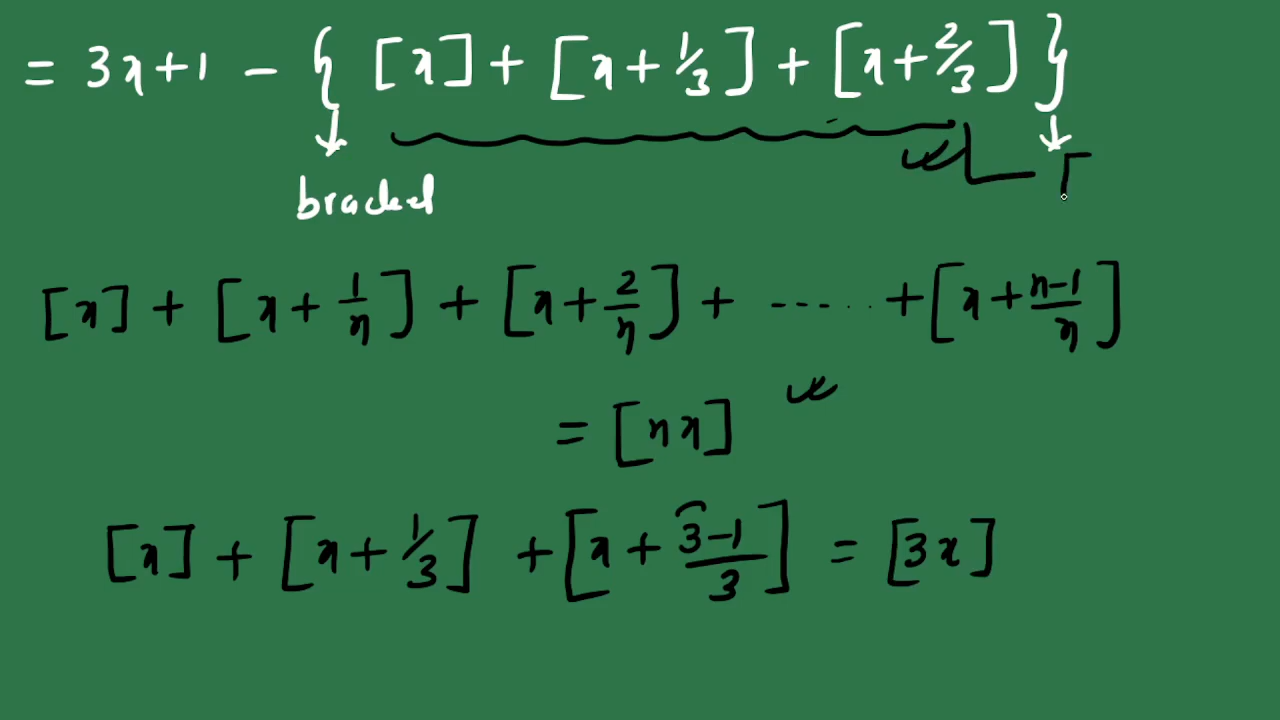 = 3x+1 - { [x] + [x+1/3] + [x+2/3] }
bracket
[x] + [x + 1/n] + [x + 2/n] + ...... + [x + n-1/n]
= [nx]
[x] + [x + 1/3] + [x + 3-1/3] = [3x]